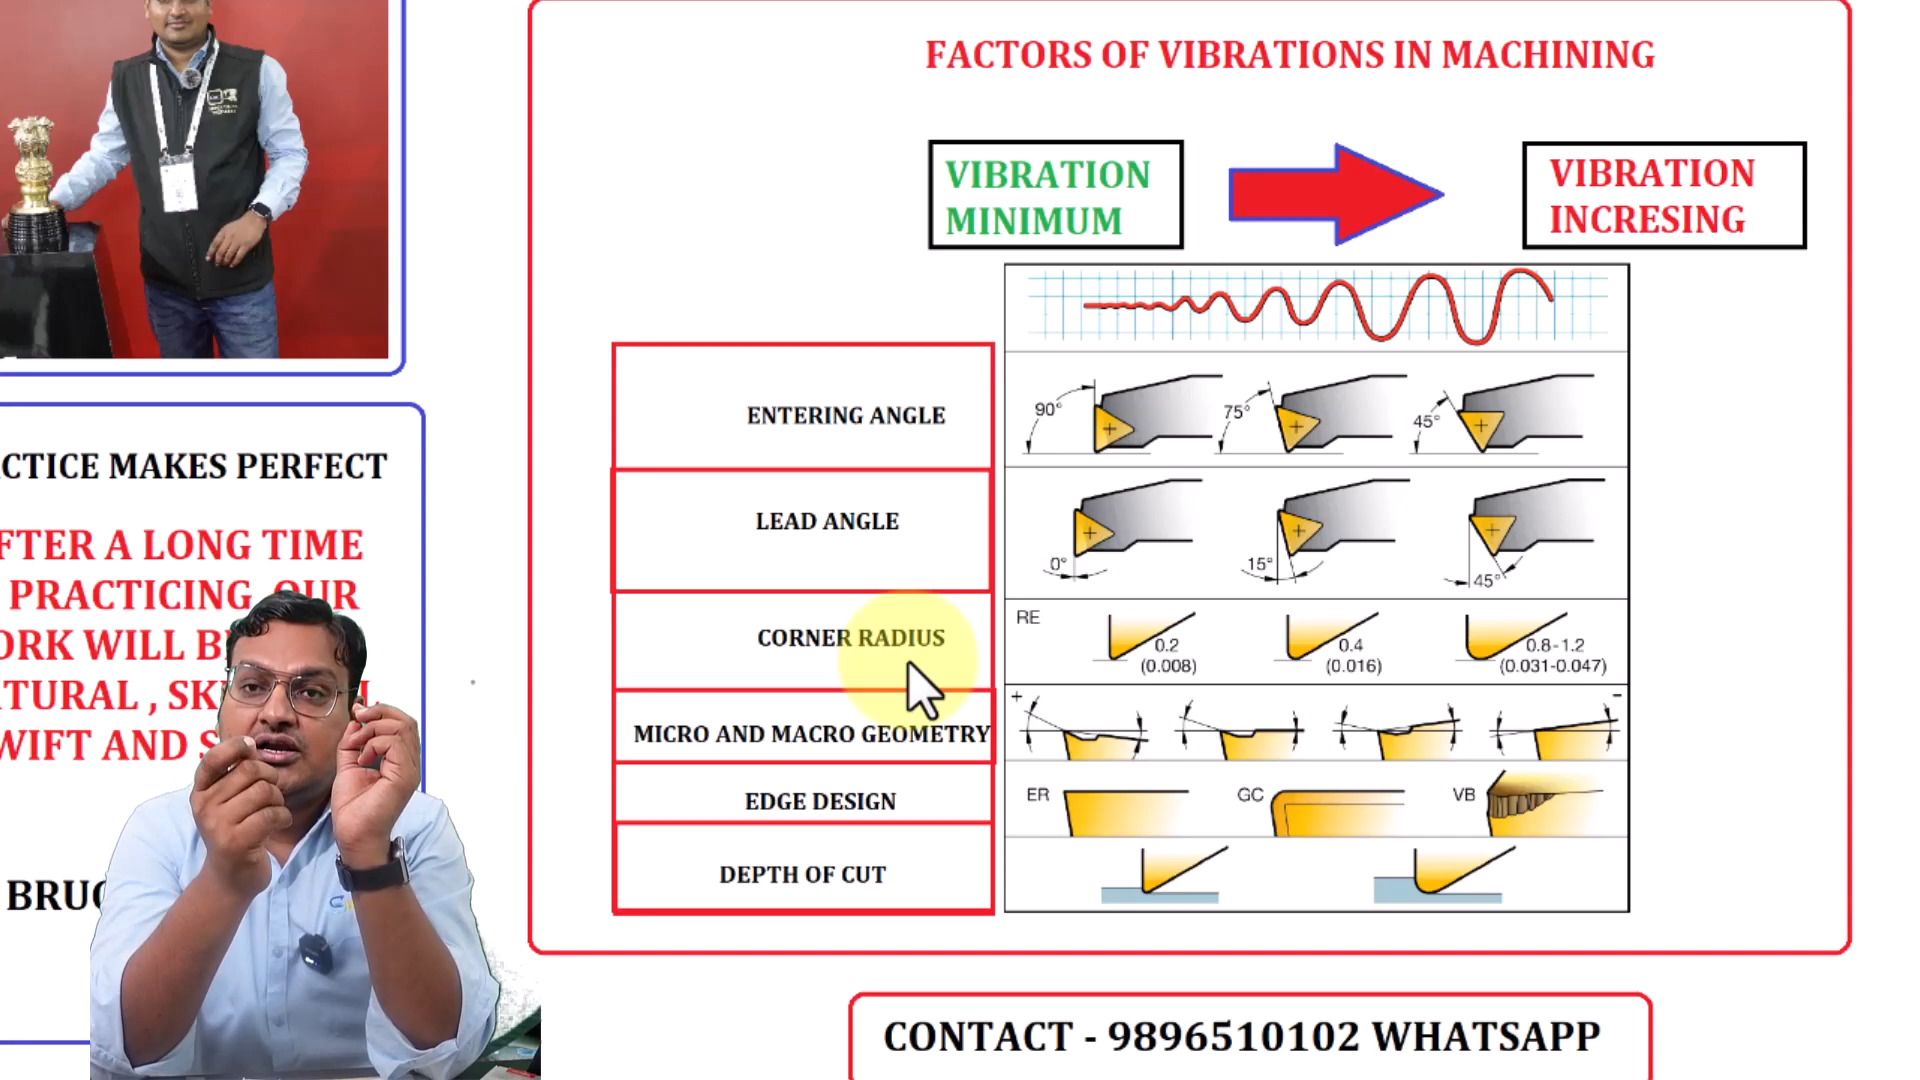 FACTORS OF VIBRATIONS IN MACHINING
VIBRATION
MINIMUM
VIBRATION
INCRESING
ENTERING ANGLE
90°
75°
45°
LEAD ANGLE
0°
15°
45°
CORNER RADIUS
RE
0.2
(0.008)
0.4
(0.016)
0.8-1.2
(0.031-0.047)
MICRO AND MACRO GEOMETRY
+
-
EDGE DESIGN
ER
GC
VB
DEPTH OF CUT
CTICE MAKES PERFECT
FTER A LONG TIME
PRACTICING OUR
ORK WILL B
TURAL , SK L
WIFT AND S
BRUC
CONTACT - 9896510102 WHATSAPP